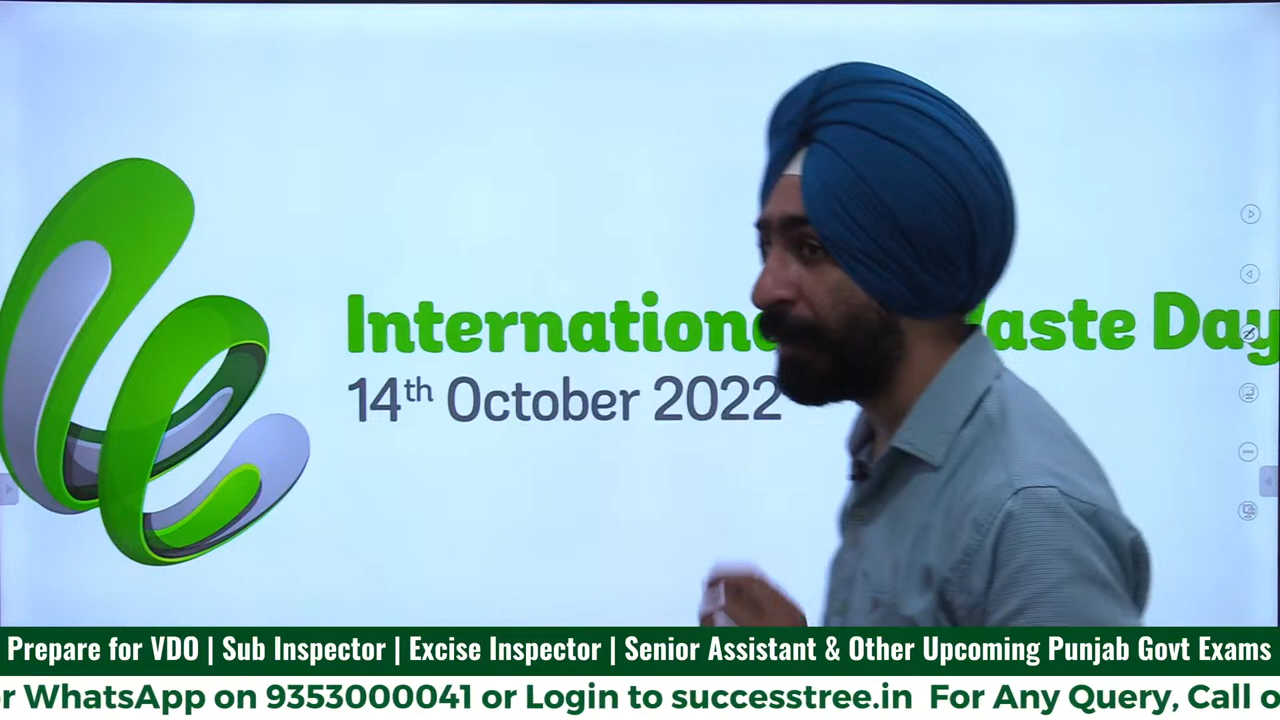 International aste Day
14th October 2022
Prepare for VDO | Sub Inspector | Excise Inspector | Senior Assistant & Other Upcoming Punjab Govt Exams
r WhatsApp on 9353000041 or Login to successtree.in For Any Query, Call o